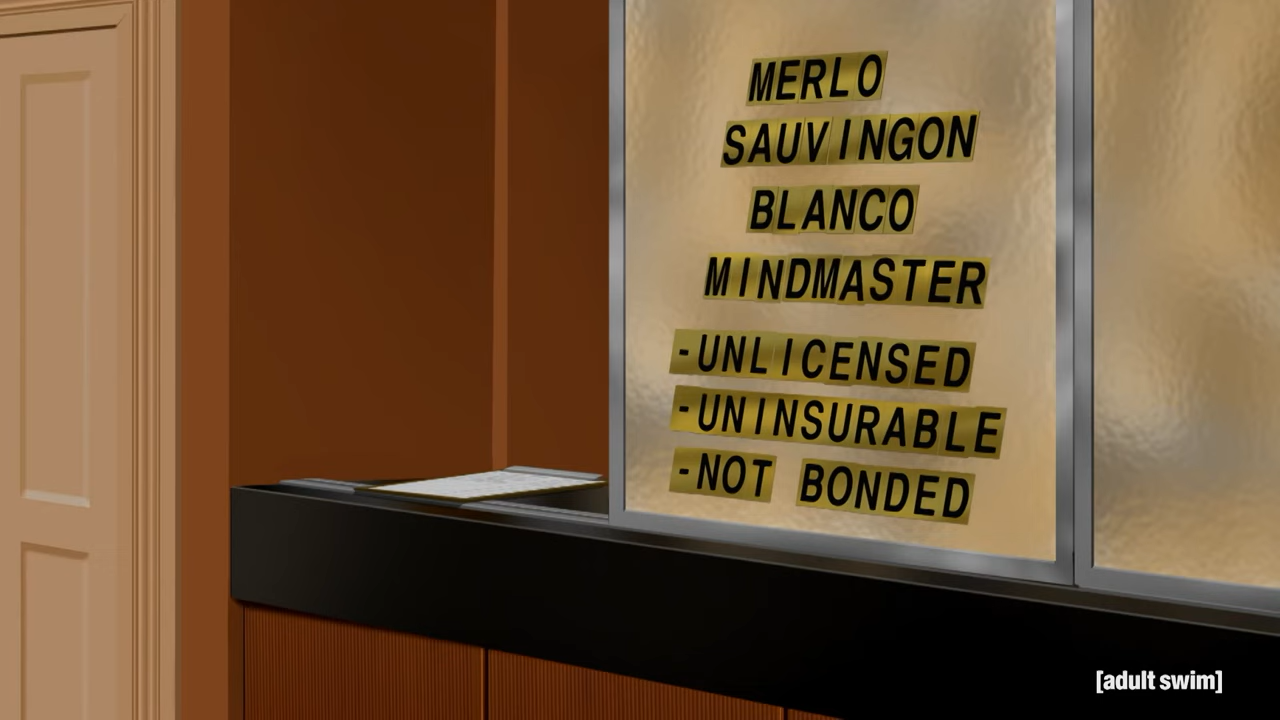 MERLO
SAUVINGON
BLANCO
MINDMASTER
-UNLICENSED
-UNINSURABLE
-NOT BONDED
[adult swim]